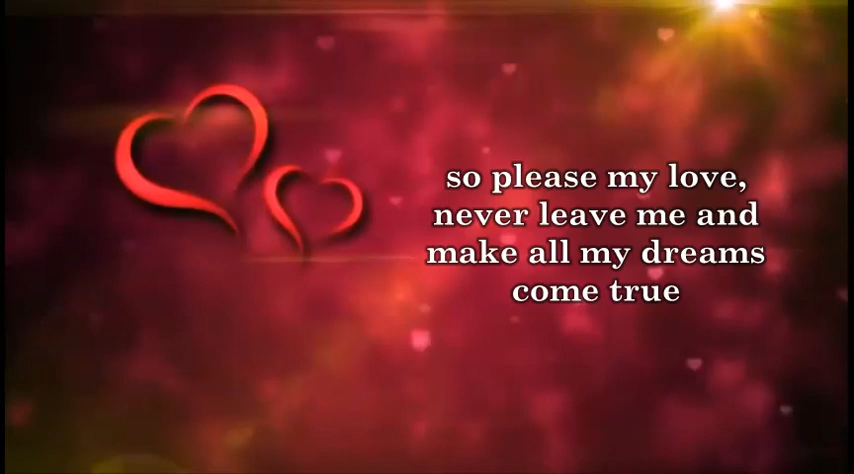 so please my love,
never leave me and
make all my dreams
come true